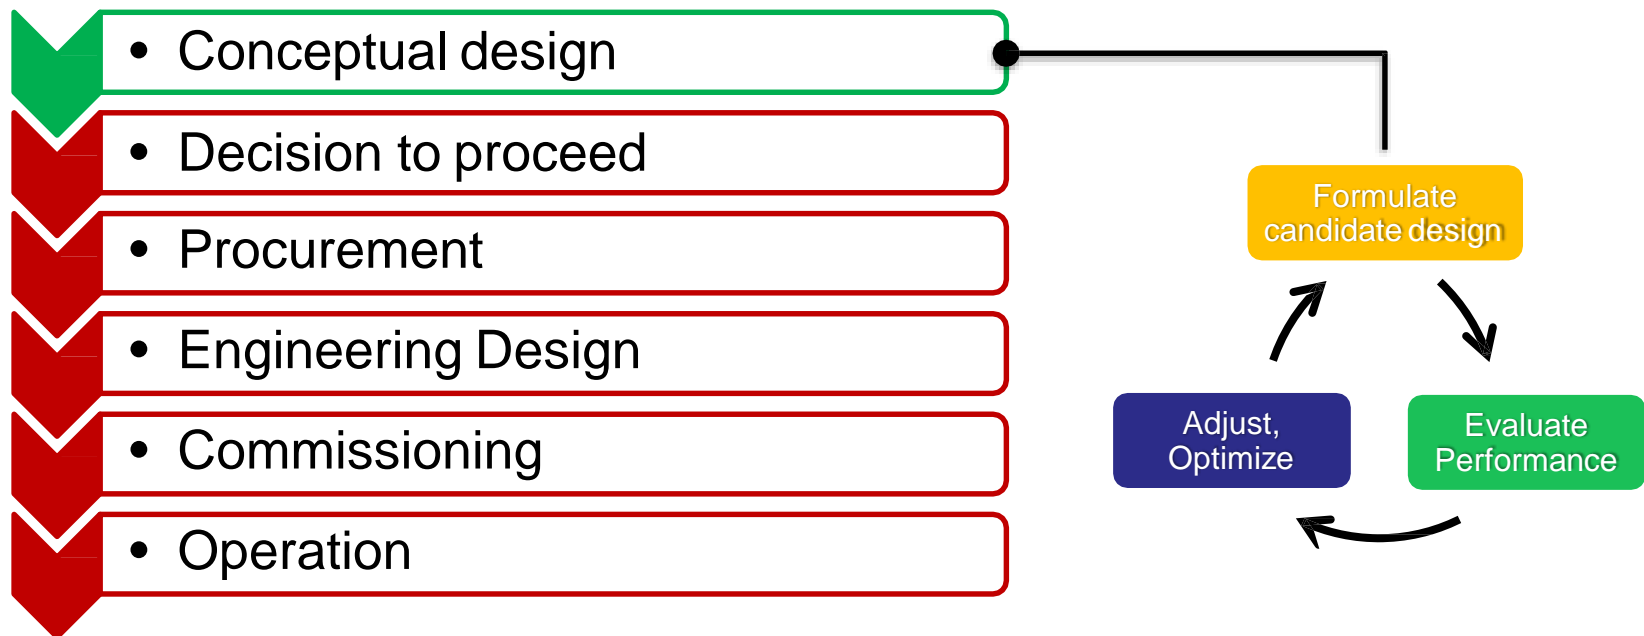 • Conceptual design
• Decision to proceed
• Procurement
• Engineering Design
• Commissioning
• Operation
Formulate
candidate design
Adjust,
Optimize
Evaluate
Performance